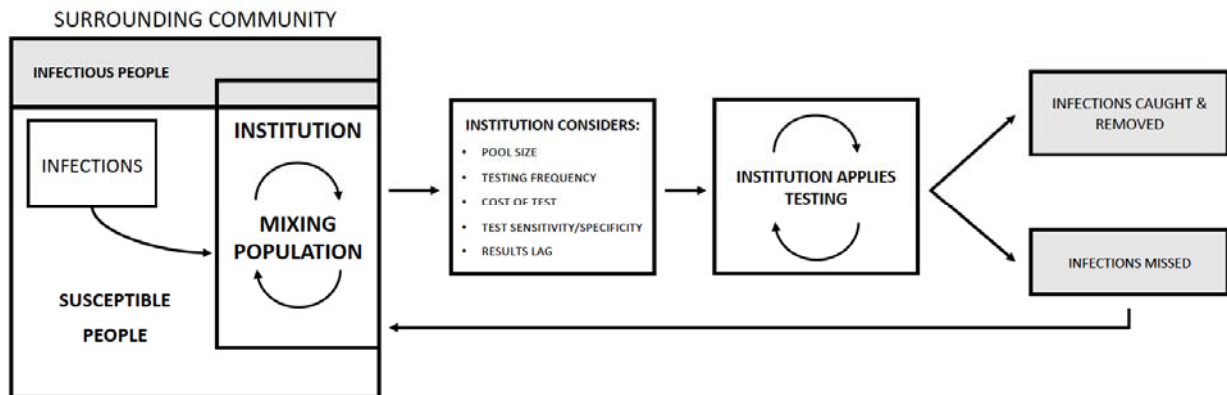 SURROUNDING COMMUNITY
INFECTIOUS PEOPLE
INFECTIONS
INSTITUTION
MIXING
POPULATION
SUSCEPTIBLE
PEOPLE
INSTITUTION CONSIDERS:
• POOL SIZE
• TESTING FREQUENCY
• COST OF TEST
• TEST SENSITIVITY/SPECIFICITY
• RESULTS LAG
INSTITUTION APPLIES
TESTING
INFECTIONS CAUGHT &
REMOVED
INFECTIONS MISSED